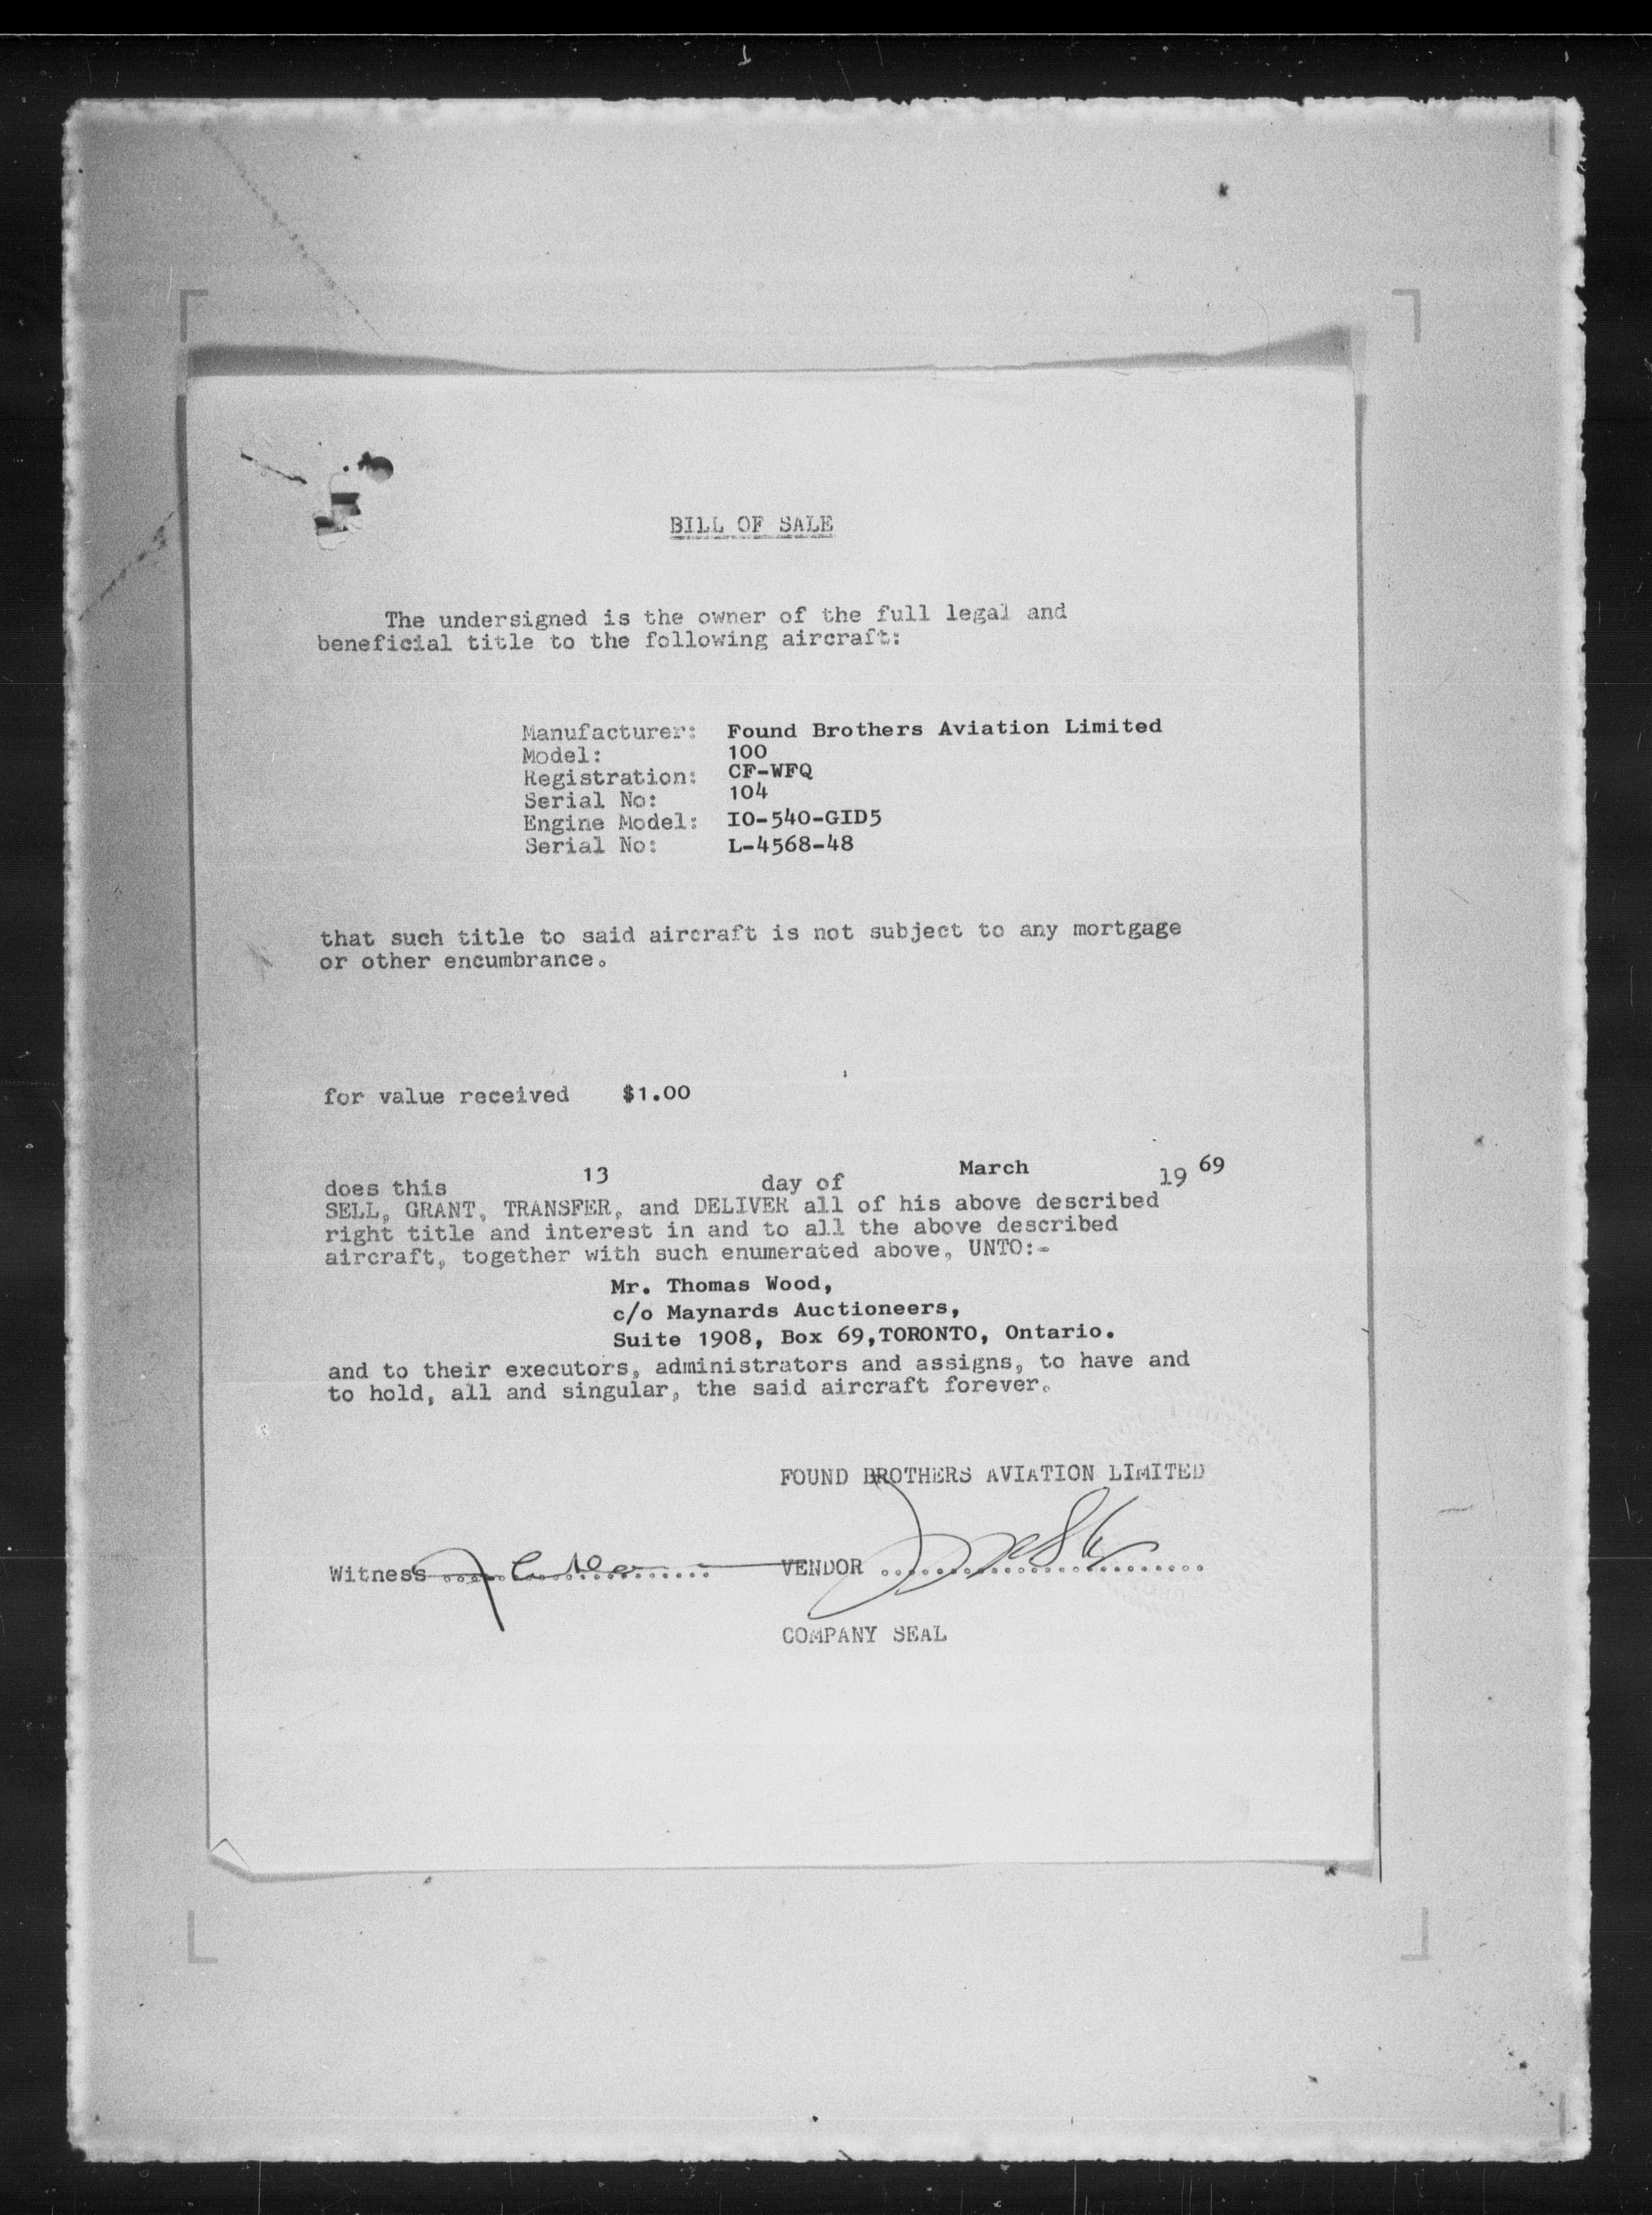 BILL OF SALE
The undersigned is the owner of the full legal and
beneficial title to the following aircraft:
Manufacturer: Found Brothers Aviation Limited
Model: 100
Registration: CF-WFQ
Serial No: 104
Engine Model: IO-540-GID5
Serial No: L-4568-48
that such title to said aircraft is not subject to any mortgage
or other encumbrance.
for value received $1.00
does this 13 day of March 19 69
SELL, GRANT, TRANSFER, and DELIVER all of his above described
right title and interest in and to all the above described
aircraft, together with such enumerated above, UNTO:-
Mr. Thomas Wood,
c/o Maynards Auctioneers,
Suite 1908, Box 69,TORONTO, Ontario.
and to their executors, administrators and assigns, to have and
to hold, all and singular, the said aircraft forever.
FOUND BROTHERS AVIATION LIMITED
Witness VENDOR
COMPANY SEAL